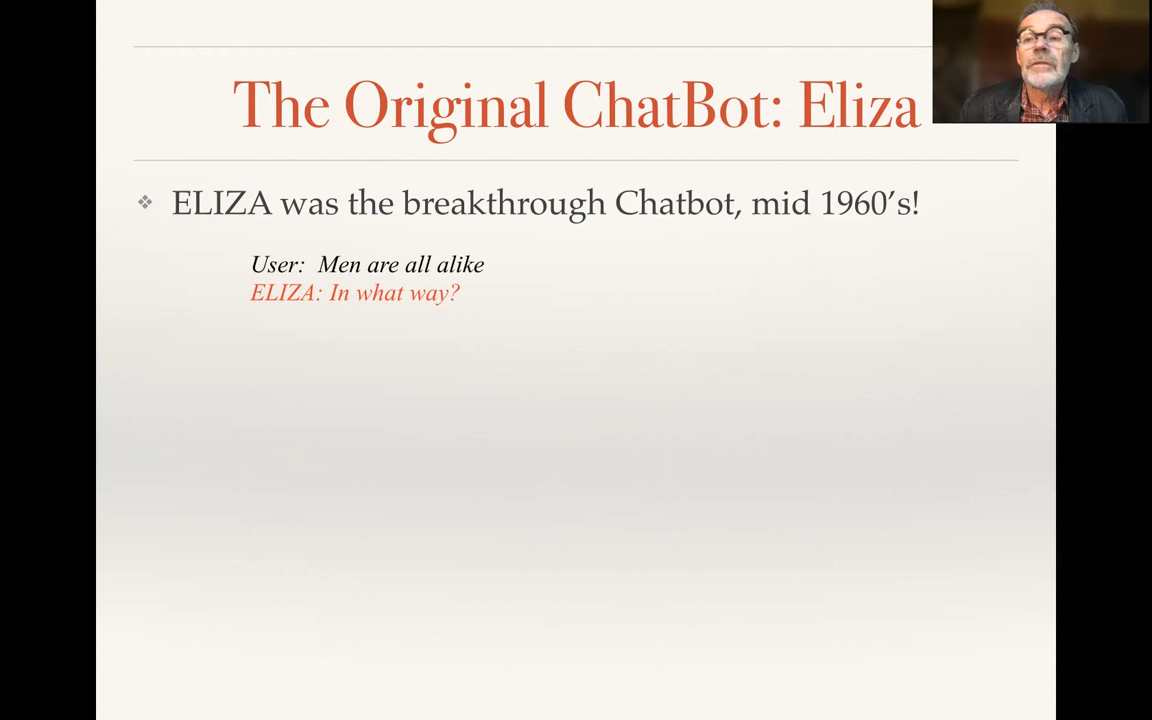 The Original ChatBot: Eliza
ELIZA was the breakthrough Chatbot, mid 1960's!
User: Men are all alike
ELIZA: In what way?